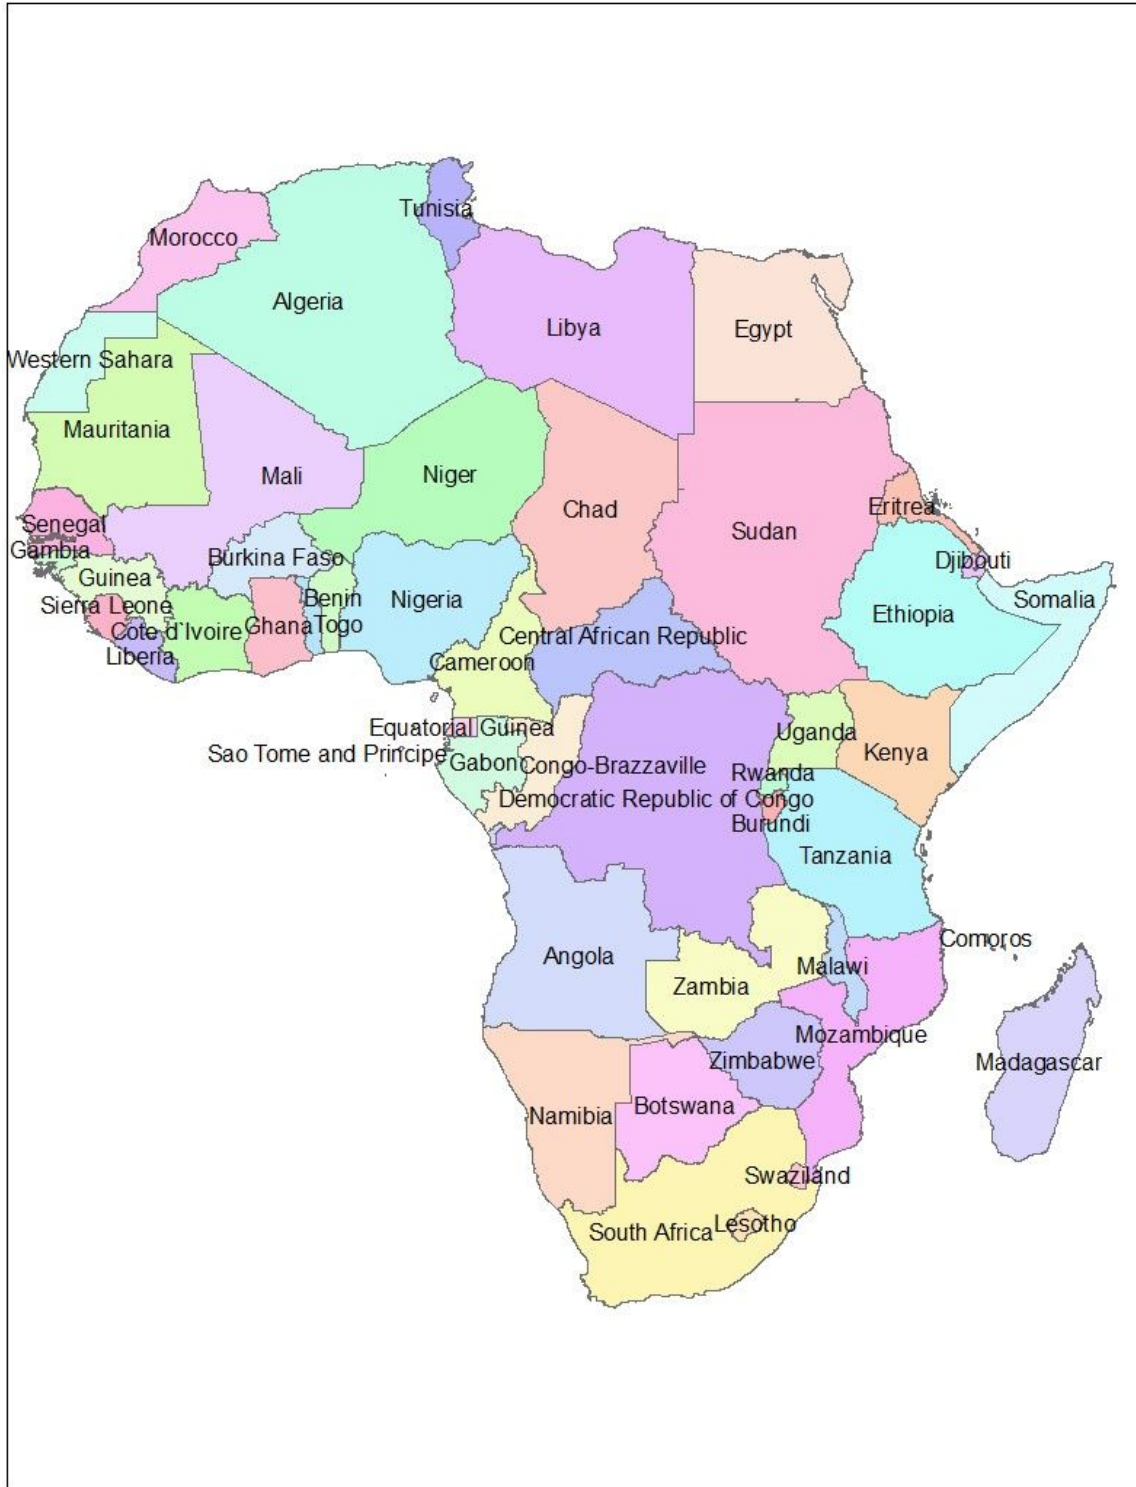 Tunisia
Morocco
Algeria
Libya
Egypt
Western Sahara
Mauritania
Mali
Niger
Chad
Sudan
Eritrea
Senegal
Gambia
Burkina Faso
Djibouti
Guinea
Benin
Nigeria
Somalia
Sierra Leone
Ethiopia
Cote d`Ivoire
Ghana
Togo
Central African Republic
Liberia
Cameroon
Equatorial Guinea
Uganda
Sao Tome and Principe
Gabon
Kenya
Congo-Brazzaville
Rwanda
Democratic Republic of Congo
Burundi
Tanzania
Comoros
Angola
Malawi
Zambia
Mozambique
Zimbabwe
Madagascar
Namibia
Botswana
Swaziland
South Africa
Lesotho